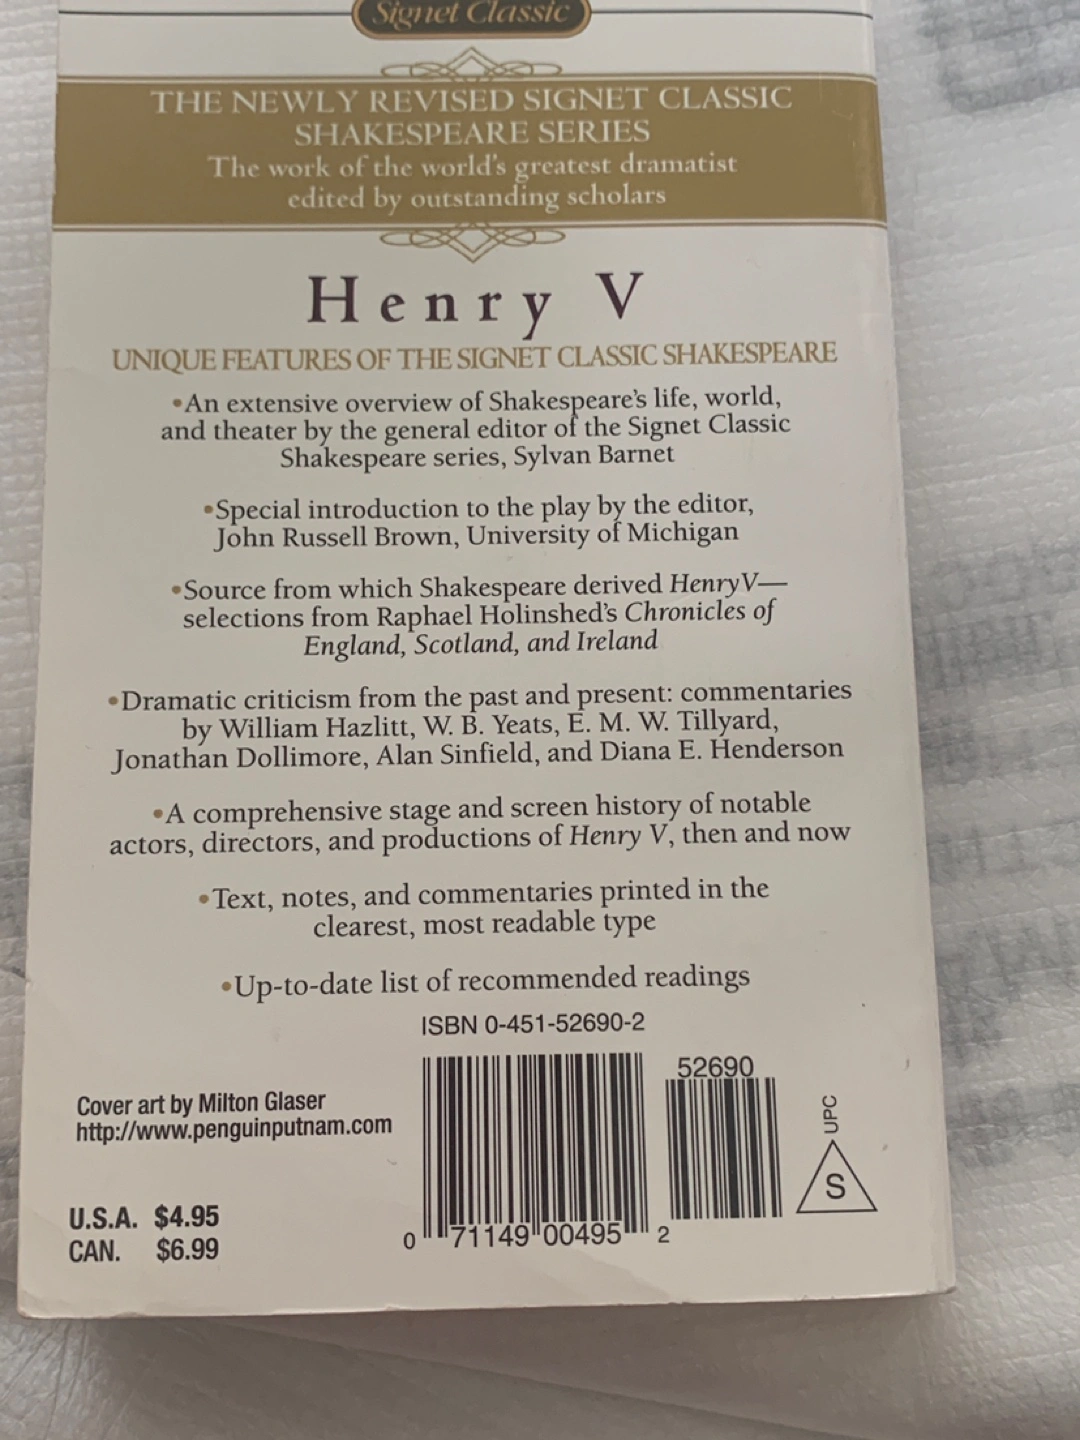 Signet Classic
THE NEWLY REVISED SIGNET CLASSIC
SHAKESPEARE SERIES
The work of the world's greatest dramatist
edited by outstanding scholars
Henry V
UNIQUE FEATURES OF THE SIGNET CLASSIC SHAKESPEARE
•An extensive overview of Shakespeare's life, world,
and theater by the general editor of the Signet Classic
Shakespeare series, Sylvan Barnet
•Special introduction to the play by the editor,
John Russell Brown, University of Michigan
•Source from which Shakespeare derived Henry V—
selections from Raphael Holinshed's Chronicles of
England, Scotland, and Ireland
•Dramatic criticism from the past and present: commentaries
by William Hazlitt, W. B. Yeats, E. M. W. Tillyard,
Jonathan Dollimore, Alan Sinfield, and Diana E. Henderson
•A comprehensive stage and screen history of notable
actors, directors, and productions of Henry V, then and now
•Text, notes, and commentaries printed in the
clearest, most readable type
•Up-to-date list of recommended readings
ISBN 0-451-52690-2
52690
UPC
S
Cover art by Milton Glaser
http://www.penguinputnam.com
U.S.A. $4.95
CAN. $6.99
0 71149 00495 2